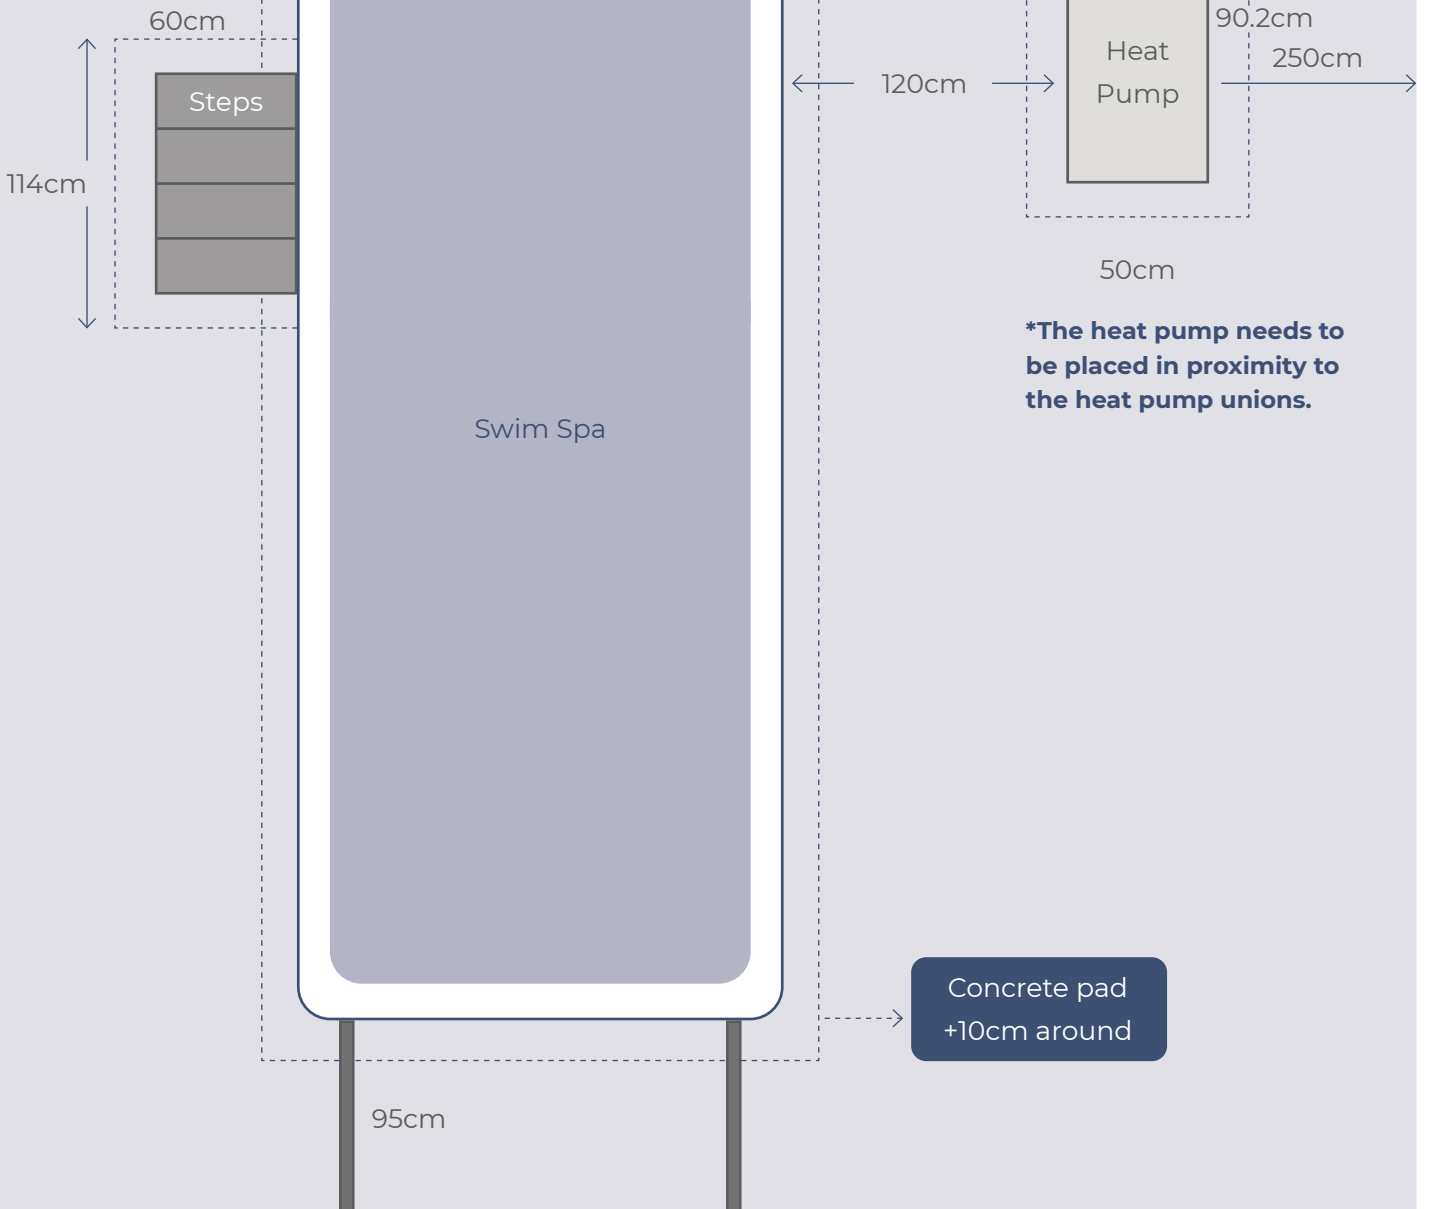 60cm
90.2cm
Heat
Pump
250cm
120cm
Steps
114cm
50cm
*The heat pump needs to
be placed in proximity to
the heat pump unions.
Swim Spa
Concrete pad
+10cm around
95cm